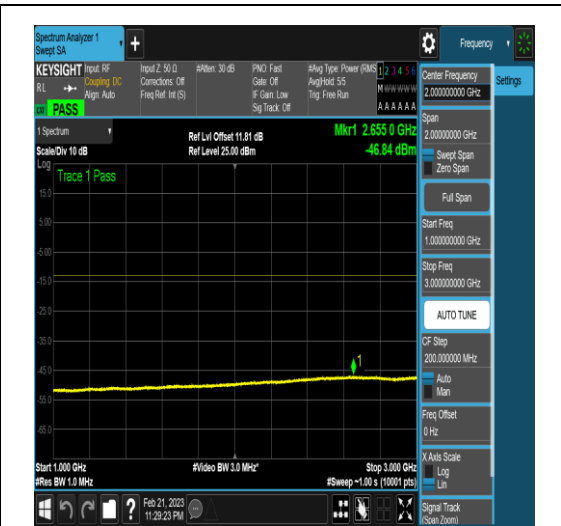 Spectrum Analyzer 1
Swept SA
+
Frequency
KEYSIGHT
RL
PASS
Input: RF
Coupling: DC
Align: Auto
Input Z: 50 Ω
Corrections: Off
Freq Ref: Int (S)
#Atten: 30 dB
PNO: Fast
Gate: Off
IF Gain: Low
Sig Track: Off
#Avg Type: Power (RMS
Avg|Hold: 5/5
Trig: Free Run
1 2 3 4 5 6
M W W W W W
A A A A A A
1 Spectrum
Scale/Div 10 dB
Ref Lvl Offset 11.81 dB
Ref Level 25.00 dBm
Mkr1 2.655 0 GHz
-46.84 dBm
Log
Trace 1 Pass
15.0
5.00
-5.00
-15.0
-25.0
-35.0
-45.0
-55.0
-65.0
1
Start 1.000 GHz
#Res BW 1.0 MHz
#Video BW 3.0 MHz*
Stop 3.000 GHz
#Sweep ~1.00 s (10001 pts)
Center Frequency
2.000000000 GHz
Settings
Span
2.00000000 GHz
Swept Span
Zero Span
Full Span
Start Freq
1.000000000 GHz
Stop Freq
3.000000000 GHz
AUTO TUNE
CF Step
200.000000 MHz
Auto
Man
Freq Offset
0 Hz
X Axis Scale
Log
Lin
Signal Track
(Span Zoom)
?
Feb 21, 2023
11:29:23 PM